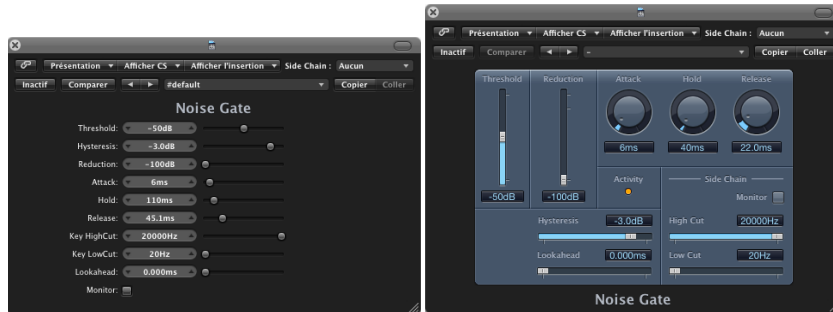 Présentation Afficher CS Afficher l'insertion Side Chain : Aucun
Inactif Comparer #default Copier Coller
Noise Gate
Threshold: -50dB
Hysteresis: -3.0dB
Reduction: -100dB
Attack: 6ms
Hold: 110ms
Release: 45.1ms
Key HighCut: 20000Hz
Key LowCut: 20Hz
Lookahead: 0.000ms
Monitor:
Présentation Afficher CS Afficher l'insertion Side Chain : Aucun
Inactif Comparer - Copier Coller
Threshold Reduction Attack Hold Release
6ms 40ms 22.0ms
Activity Side Chain
Monitor
-50dB -100dB
Hysteresis -3.0dB High Cut 20000Hz
Lookahead 0.000ms Low Cut 20Hz
Noise Gate